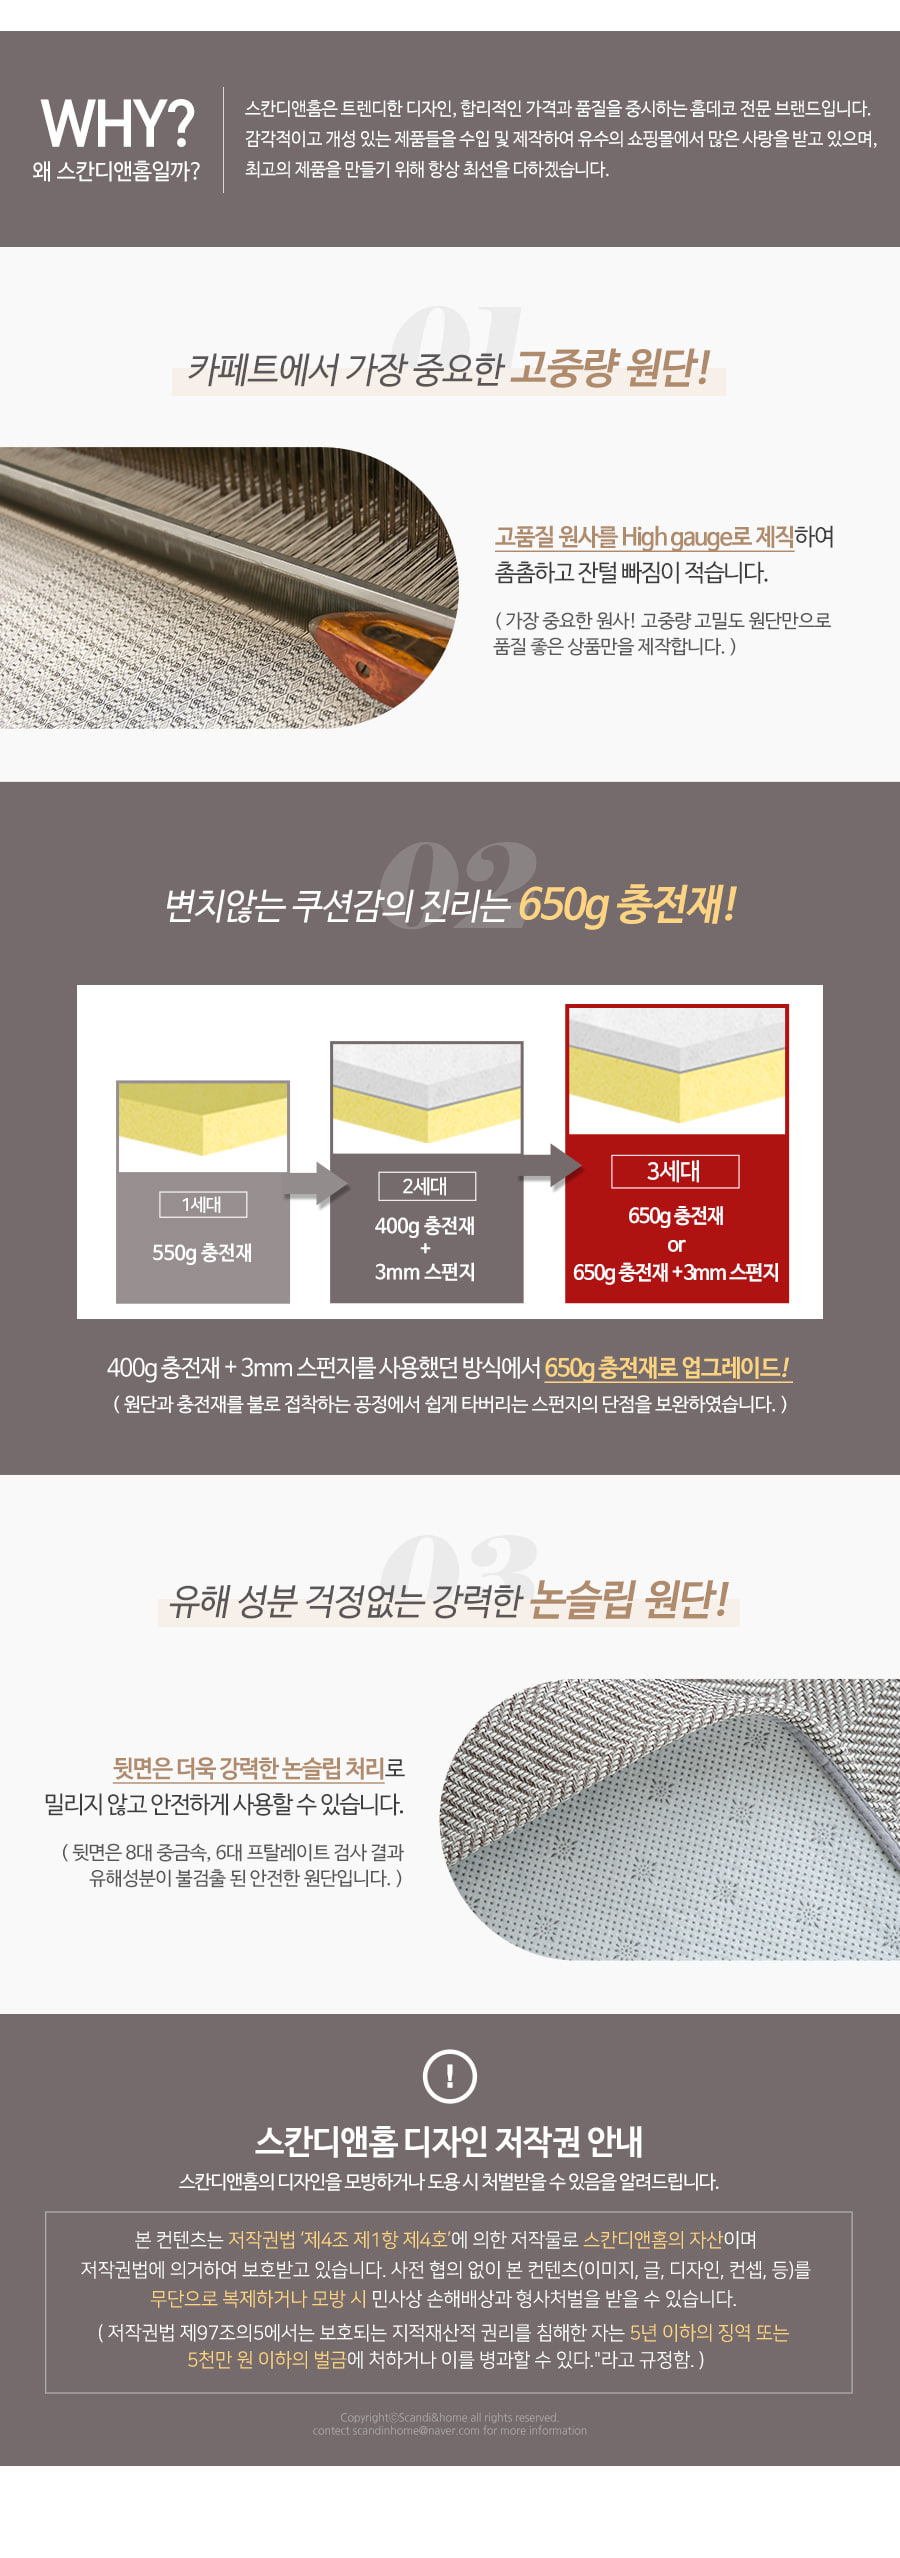 WHY?
왜 스칸디앤홈일까?
스칸디앤홈은 트렌디한 디자인, 합리적인 가격과 품질을 중시하는 홈데코 전문 브랜드입니다.
감각적이고 개성 있는 제품들을 수입 및 제작하여 유수의 쇼핑몰에서 많은 사랑을 받고 있으며,
최고의 제품을 만들기 위해 항상 최선을 다하겠습니다.
01
카페트에서 가장 중요한 고중량 원단!
고품질 원사를 High gauge로 제직하여
촘촘하고 잔털 빠짐이 적습니다.
( 가장 중요한 원사! 고중량 고밀도 원단만으로
품질 좋은 상품만을 제작합니다. )
02
변치않는 쿠션감의 진리는 650g 충전재!
1세대
550g 충전재
2세대
400g 충전재
+
3mm 스펀지
3세대
650g 충전재
or
650g 충전재 +3mm 스펀지
400g 충전재 + 3mm 스펀지를 사용했던 방식에서 650g 충전재로 업그레이드!
( 원단과 충전재를 불로 접착하는 공정에서 쉽게 타버리는 스펀지의 단점을 보완하였습니다. )
03
유해 성분 걱정없는 강력한 논슬립 원단!
뒷면은 더욱 강력한 논슬립 처리로
밀리지 않고 안전하게 사용할 수 있습니다.
( 뒷면은 8대 중금속, 6대 프탈레이트 검사 결과
유해성분이 불검출 된 안전한 원단입니다. )
!
스칸디앤홈 디자인 저작권 안내
스칸디앤홈의 디자인을 모방하거나 도용 시 처벌받을 수 있음을 알려드립니다.
본 컨텐츠는 저작권법 '제4조 제1항 제4호'에 의한 저작물로 스칸디앤홈의 자산이며
저작권법에 의거하여 보호받고 있습니다. 사전 협의 없이 본 컨텐츠(이미지, 글, 디자인, 컨셉, 등)를
무단으로 복제하거나 모방 시 민사상 손해배상과 형사처벌을 받을 수 있습니다.
( 저작권법 제97조의5에서는 보호되는 지적재산적 권리를 침해한 자는 5년 이하의 징역 또는
5천만 원 이하의 벌금에 처하거나 이를 병과할 수 있다."라고 규정함. )
CopyrightⓒScandi&home all rights reserved.
contect scandinhome@naver.com for more information